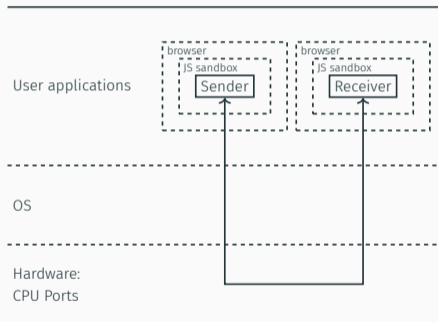 browser
browser
JS sandbox
JS sandbox
User applications
Sender
Receiver
OS
Hardware:
CPU Ports